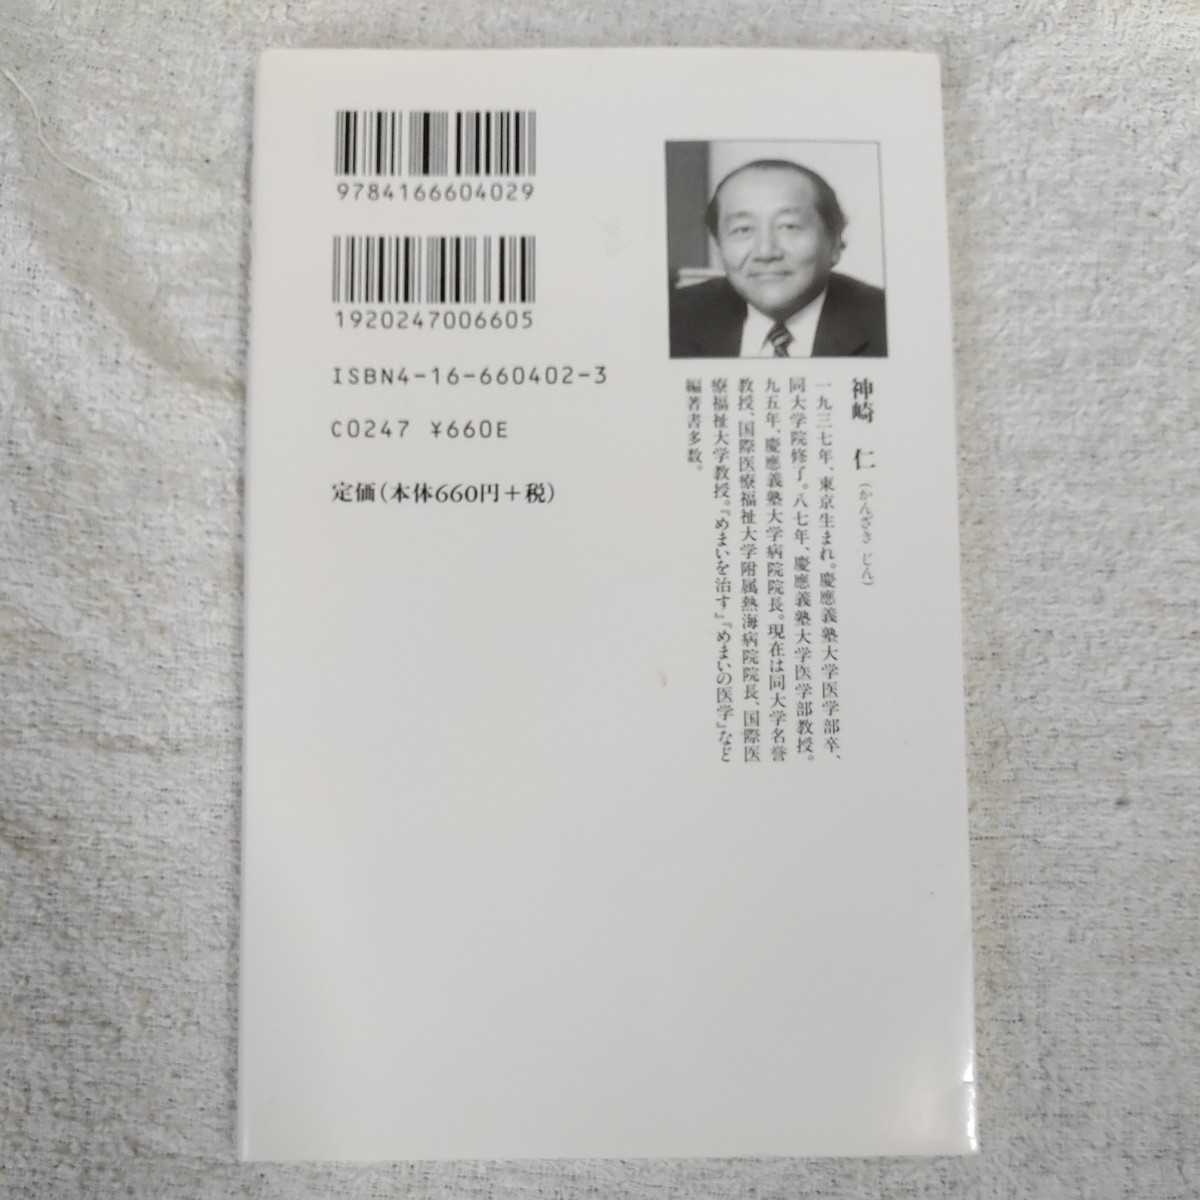 9784166604029
1920247006605
ISBN4-16-660402-3
C0247 ¥660E
定価(本体660円+税)
神崎 仁(かんざき じん)
一九三七年、東京生まれ。慶應義塾大学医学部卒、
同大学院修了。八七年、慶應義塾大学医学部教授。
九五年、慶應義塾大学病院院長。現在は同大学名誉
教授、国際医療福祉大学附属熱海病院院長、国際医
療福祉大学教授。『めまいを治す』『めまいの医学』など
編著書多数。